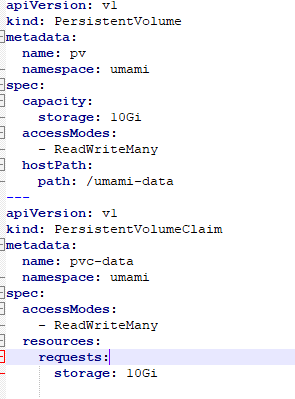 apiVersion: v1
kind: PersistentVolume
metadata:
  name: pv
  namespace: umami
spec:
  capacity:
    storage: 10Gi
  accessModes:
    - ReadWriteMany
  hostPath:
    path: /umami-data
---
apiVersion: v1
kind: PersistentVolumeClaim
metadata:
  name: pvc-data
  namespace: umami
spec:
  accessModes:
    - ReadWriteMany
  resources:
    requests:
      storage: 10Gi